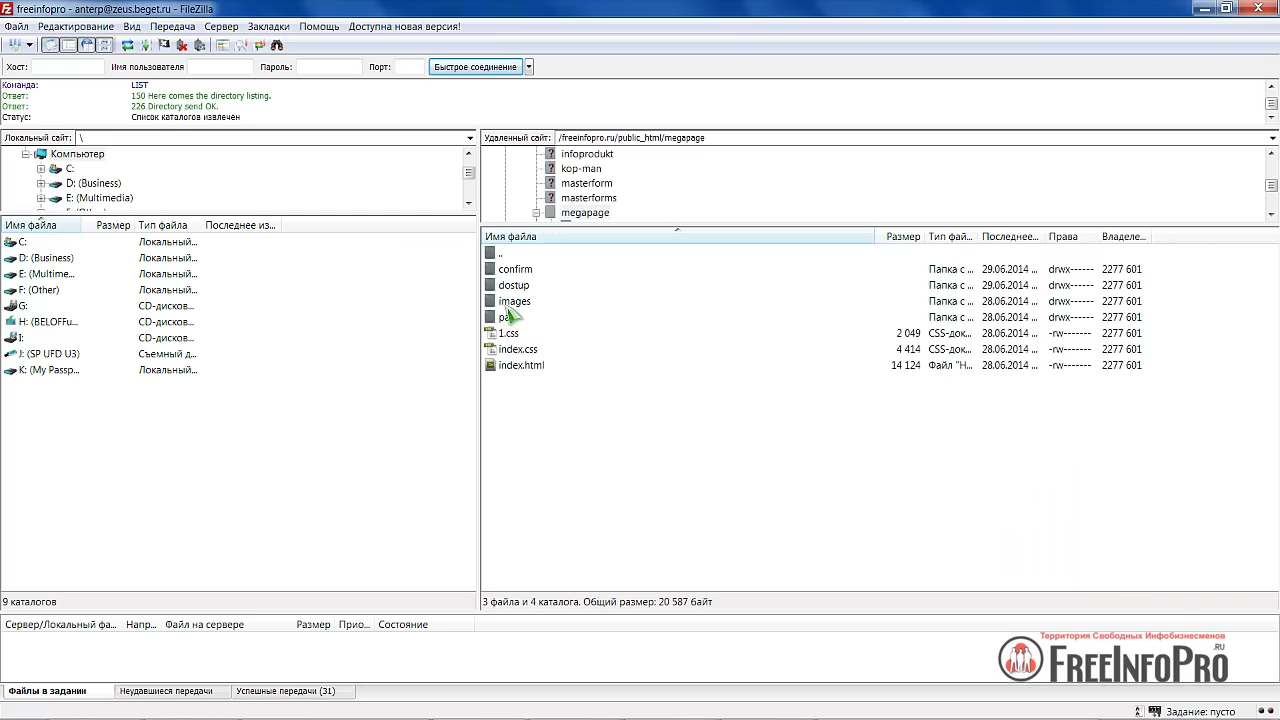 freeinfopro - anterp@zeus.beget.ru - FileZilla
Файл Редактирование Вид Передача Сервер Закладки Помощь Доступна новая версия!
Хост: Имя пользователя Пароль: Порт: Быстрое соединение
Команда: LIST
Ответ: 150 Here comes the directory listing.
Ответ: 226 Directory send OK.
Статус: Список каталогов извлечен
Локальный сайт: \
Компьютер
C:
D: (Business)
E: (Multimedia)
Удаленный сайт: /freeinfopro.ru/public_html/megapage
infoprodukt
kop-man
masterform
masterforms
megapage
Имя файла Размер Тип файла Последнее из...
C: Локальный...
D: (Business) Локальный...
E: (Multime... Локальный...
F: (Other) Локальный...
G: CD-дисков...
H: (BELOFFu... CD-дисков...
I: CD-дисков...
J: (SP UFD U3) Съемный д...
K: (My Passp... Локальный...
9 каталогов
Имя файла Размер Тип фай... Последнее... Права Владеле...
..
confirm Папка с ... 29.06.2014 ... drwx------ 2277 601
dostup Папка с ... 29.06.2014 ... drwx------ 2277 601
images Папка с ... 28.06.2014 ... drwx------ 2277 601
Папка с ... 28.06.2014 ... drwx------ 2277 601
1.css 2 049 CSS-док... 28.06.2014 ... -rw------- 2277 601
index.css 4 414 CSS-док... 28.06.2014 ... -rw------- 2277 601
index.html 14 124 Файл "H... 28.06.2014 ... -rw------- 2277 601
3 файла и 4 каталога. Общий размер: 20 587 байт
Сервер/Локальный фа... Напр... Файл на сервере Размер Прио... Состояние
Территория Свободных Инфобизнесменов
FREEINFOPRO .RU
Файлы в задании Неудавшиеся передачи Успешные передачи (31)
Задание: пусто